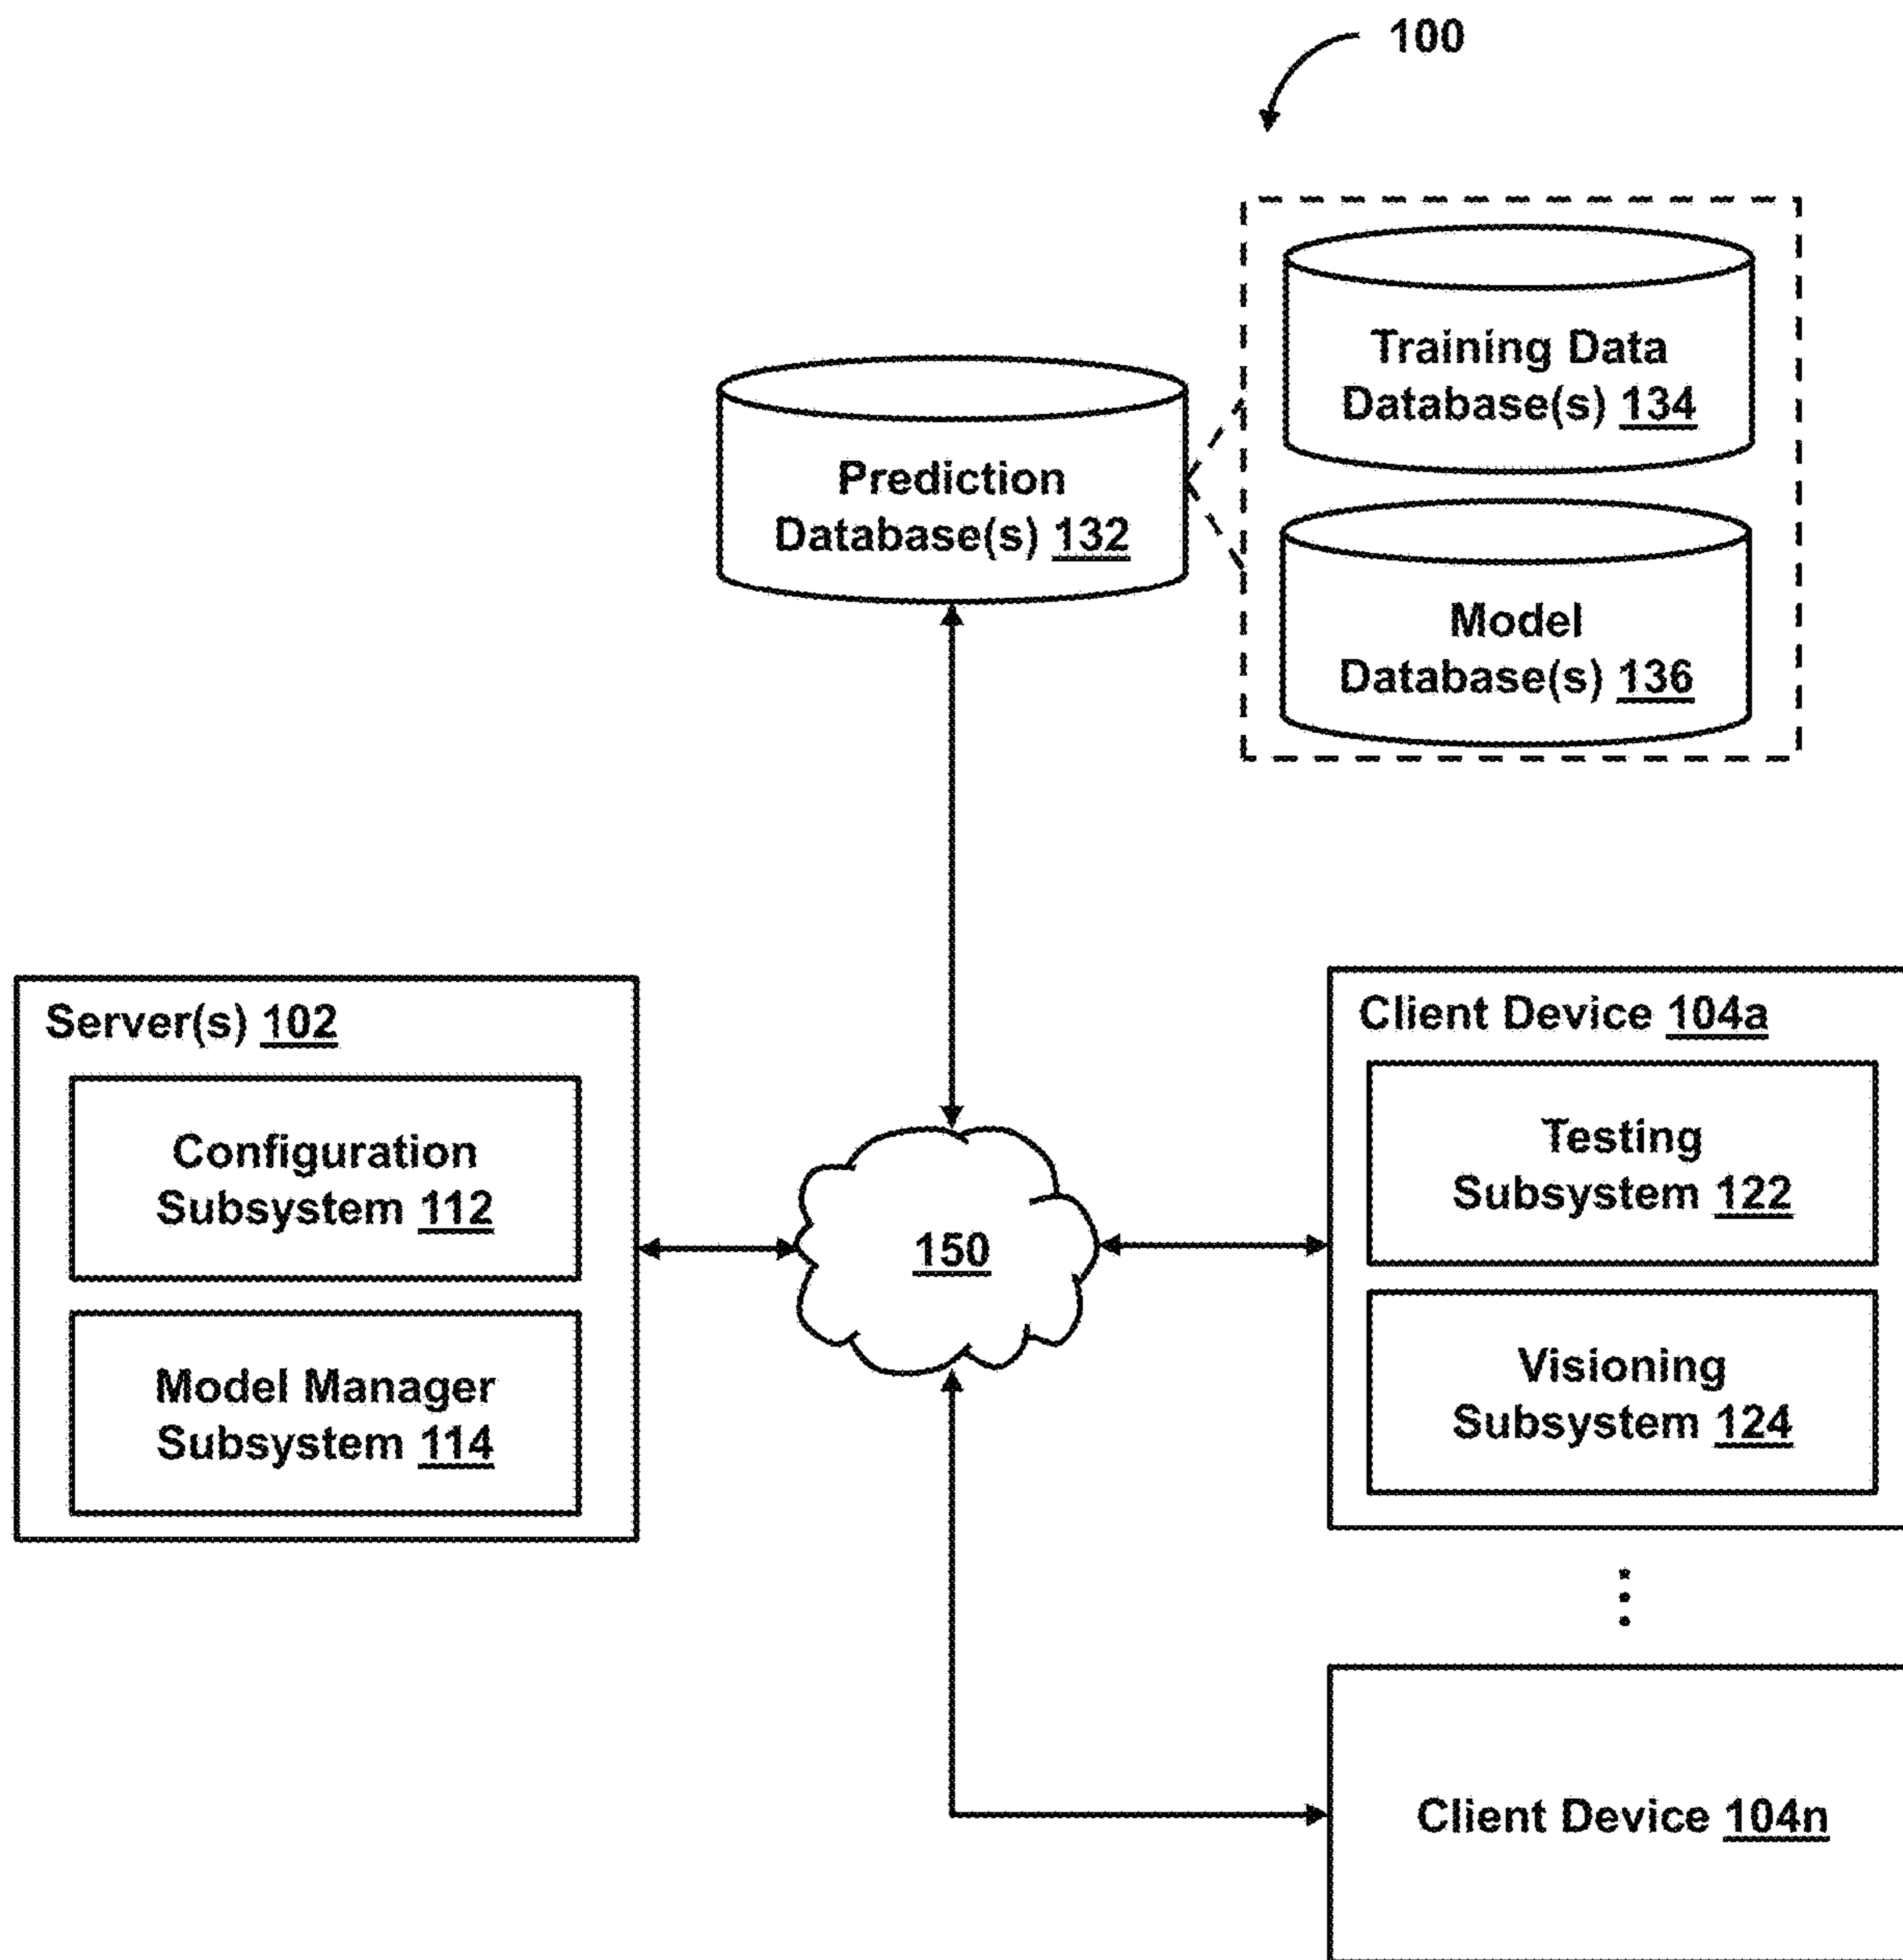 100
Training Data
Database(s) 134
Prediction
Database(s) 132
Model
Database(s) 136
Server(s) 102
Configuration
Subsystem 112
Model Manager
Subsystem 114
150
Client Device 104a
Testing
Subsystem 122
Visioning
Subsystem 124
Client Device 104n